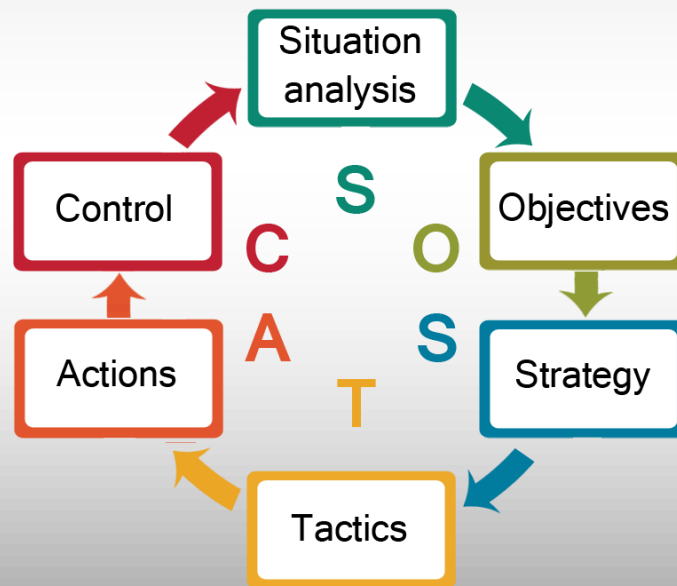 Situation
analysis
Objectives
Strategy
Tactics
Actions
Control
S
O
S
T
A
C